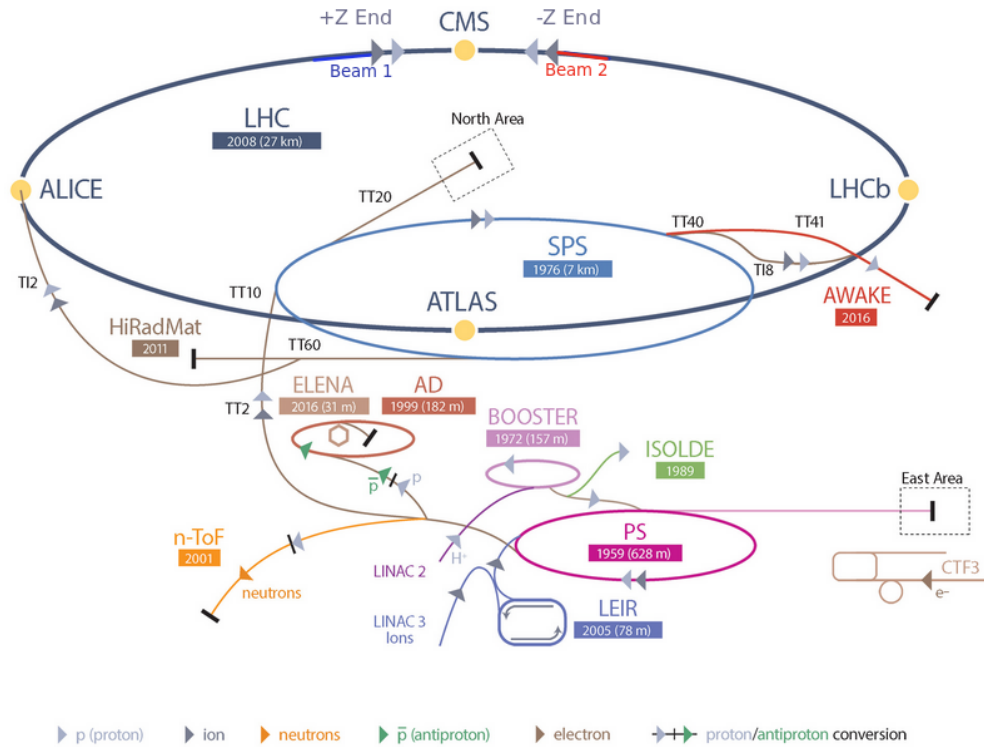 +Z End
CMS
-Z End
Beam 1
Beam 2
LHC
2008 (27 km)
North Area
ALICE
TT20
LHCb
TT40
TT41
SPS
1976 (7 km)
TI2
TT10
TI8
ATLAS
AWAKE
2016
HiRadMat
2011
TT60
ELENA
2016 (31 m)
AD
1999 (182 m)
TT2
BOOSTER
1972 (157 m)
ISOLDE
1989
p̅
p
East Area
n-ToF
2001
PS
1959 (628 m)
H⁺
LINAC 2
neutrons
CTF3
e⁻
LEIR
2005 (78 m)
LINAC 3
Ions
p (proton)
ion
neutrons
p̅ (antiproton)
electron
proton/antiproton conversion